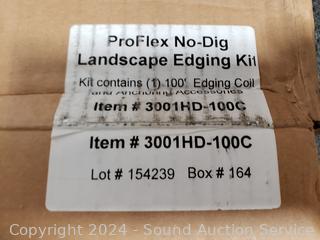 ProFlex No-Dig
Landscape Edging Kit
Kit contains (1) 100' Edging Coil
and Anchoring Accessories
Item # 3001HD-100C
Item # 3001HD-100C
Lot # 154239 Box # 164
Copyright 2024 - Sound Auction Service